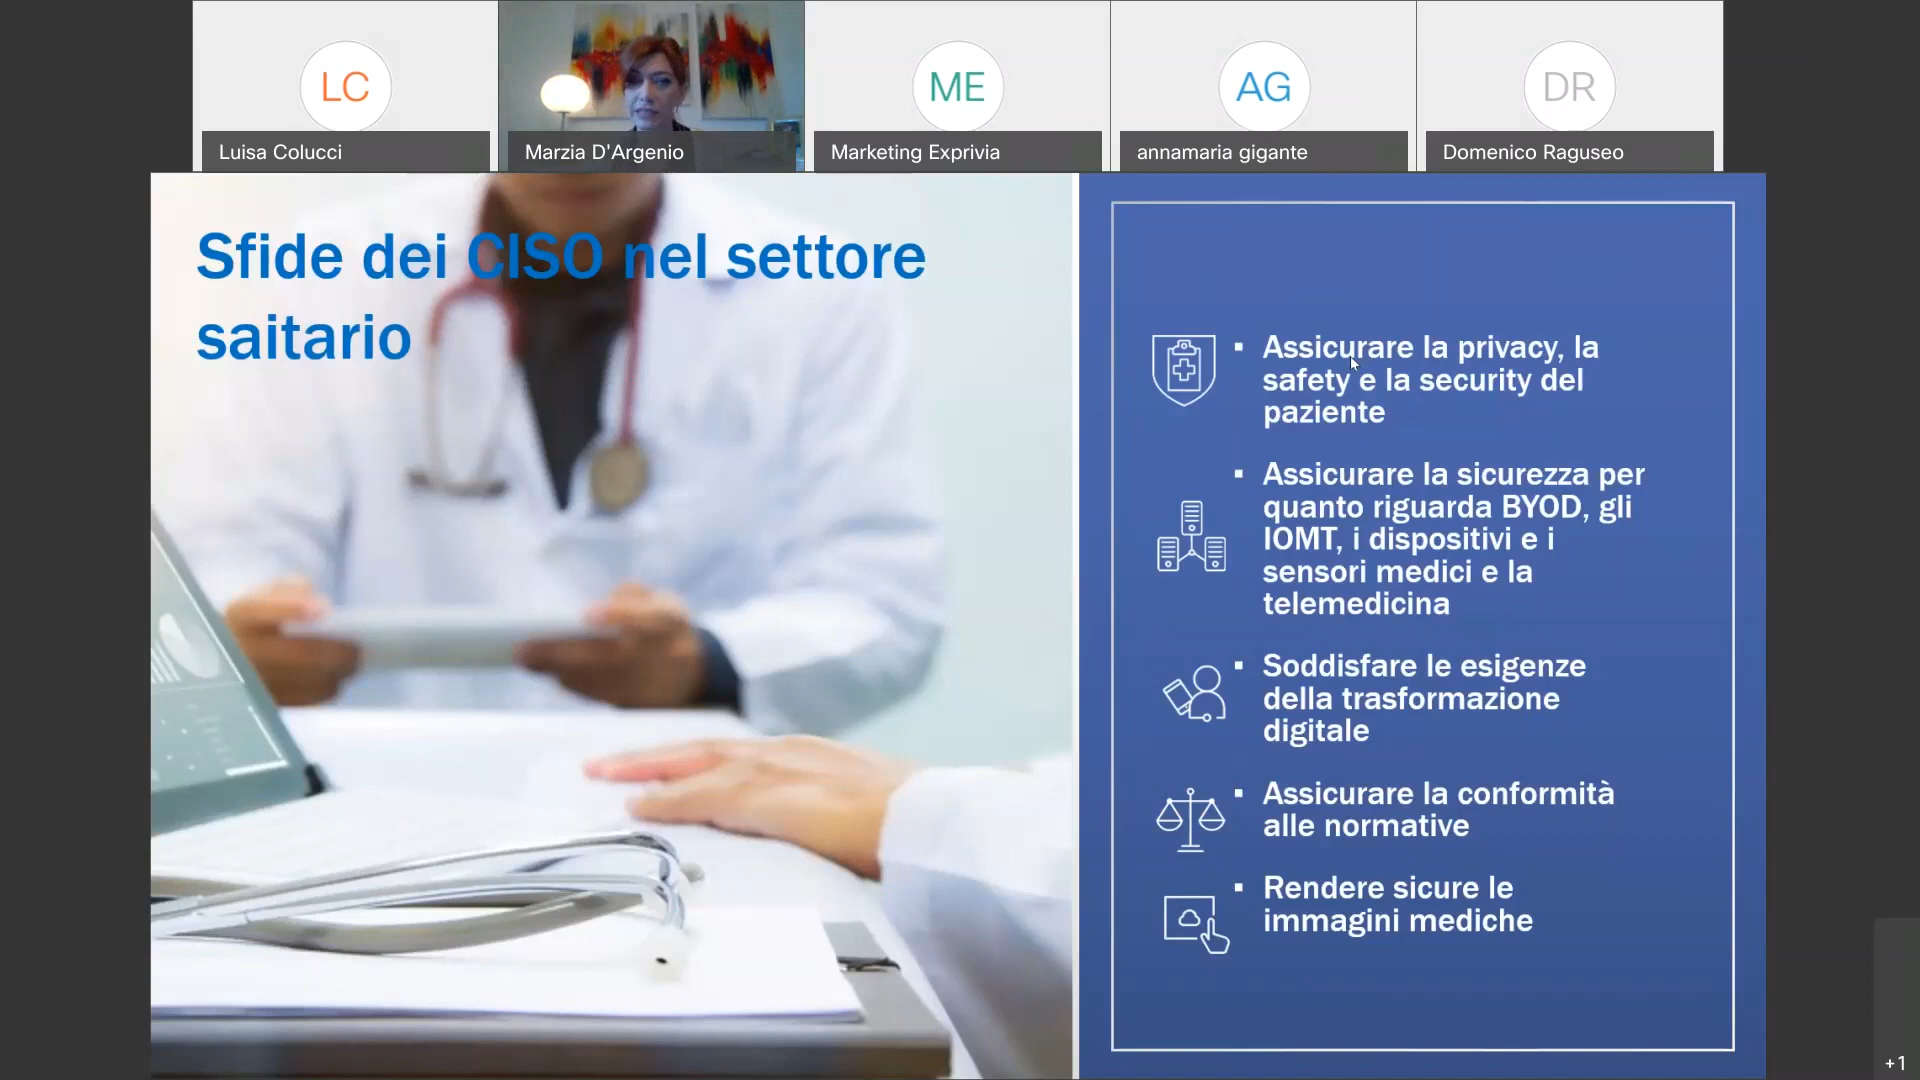 LC
ME
AG
DR
Luisa Colucci
Marzia D'Argenio
Marketing Exprivia
annamaria gigante
Domenico Raguseo
Sfide dei CISO nel settore
saitario
▪ Assicurare la privacy, la
safety e la security del
paziente
▪ Assicurare la sicurezza per
quanto riguarda BYOD, gli
IOMT, i dispositivi e i
sensori medici e la
telemedicina
▪ Soddisfare le esigenze
della trasformazione
digitale
▪ Assicurare la conformità
alle normative
▪ Rendere sicure le
immagini mediche
+1